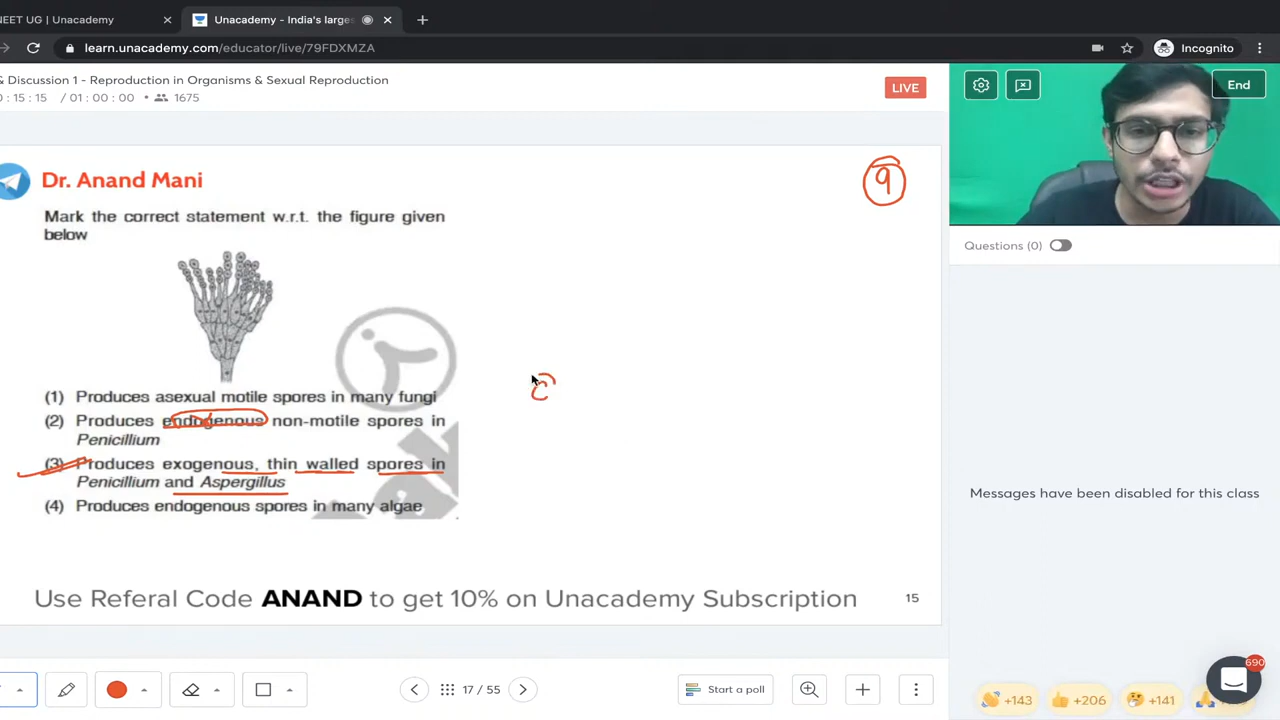 NEET UG | Unacademy
Unacademy - India's larges
learn.unacademy.com/educator/live/79FDXMZA
Incognito
& Discussion 1 - Reproduction in Organisms & Sexual Reproduction
0 : 15 : 15 / 01 : 00 : 00 • 1675
LIVE
End
Dr. Anand Mani
9
Mark the correct statement w.r.t. the figure given
below
Questions (0)
(1) Produces asexual motile spores in many fungi
(2) Produces endogenous non-motile spores in
Penicillium
(3) Produces exogenous, thin walled spores in
Penicillium and Aspergillus
(4) Produces endogenous spores in many algae
Messages have been disabled for this class
Use Referal Code ANAND to get 10% on Unacademy Subscription
15
17 / 55
Start a poll
690
+143
+206
+141